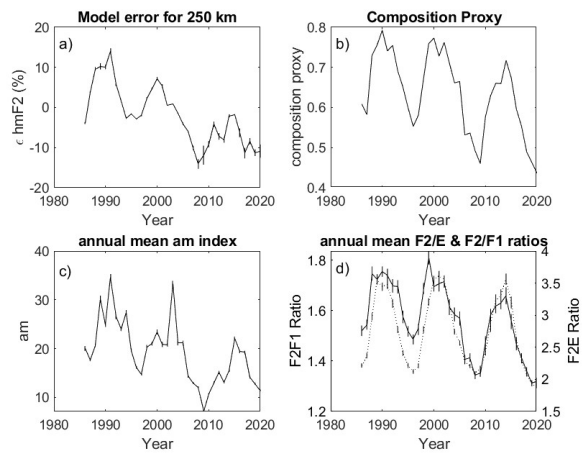 Model error for 250 km
a)
ϵ hmF2 (%)
20
10
0
-10
-20
1980 1990 2000 2010 2020
Year
Composition Proxy
b)
composition proxy
0.8
0.7
0.6
0.5
0.4
1980 1990 2000 2010 2020
Year
annual mean am index
c)
am
40
30
20
10
1980 1990 2000 2010 2020
Year
annual mean F2/E & F2/F1 ratios
d)
F2F1 Ratio
1.8
1.6
1.4
1.2
4
3.5
3
2.5
2
1.5
F2E Ratio
1980 1990 2000 2010 2020
Year